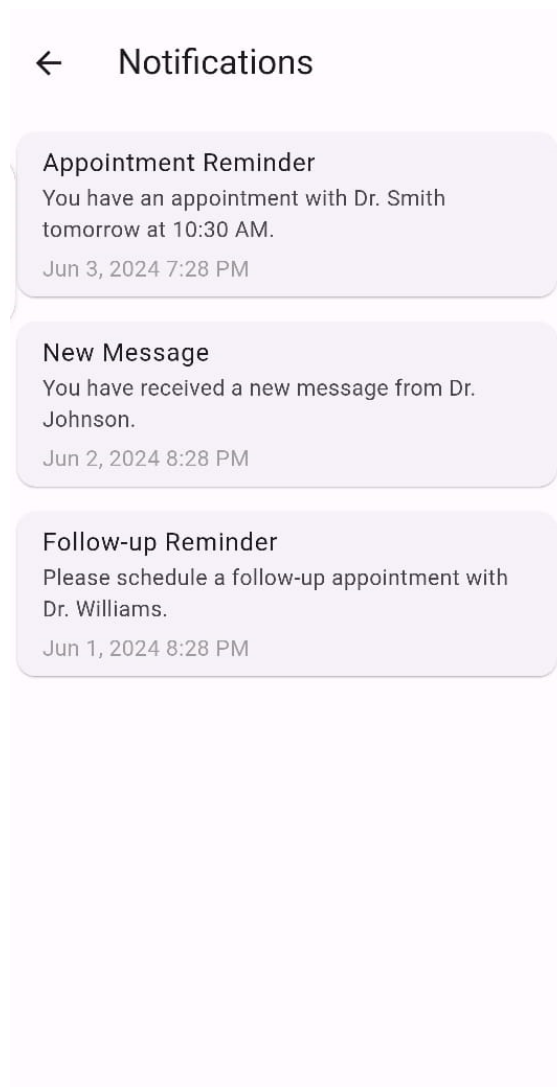 Notifications
Appointment Reminder
You have an appointment with Dr. Smith
tomorrow at 10:30 AM.
Jun 3, 2024 7:28 PM
New Message
You have received a new message from Dr.
Johnson.
Jun 2, 2024 8:28 PM
Follow-up Reminder
Please schedule a follow-up appointment with
Dr. Williams.
Jun 1, 2024 8:28 PM